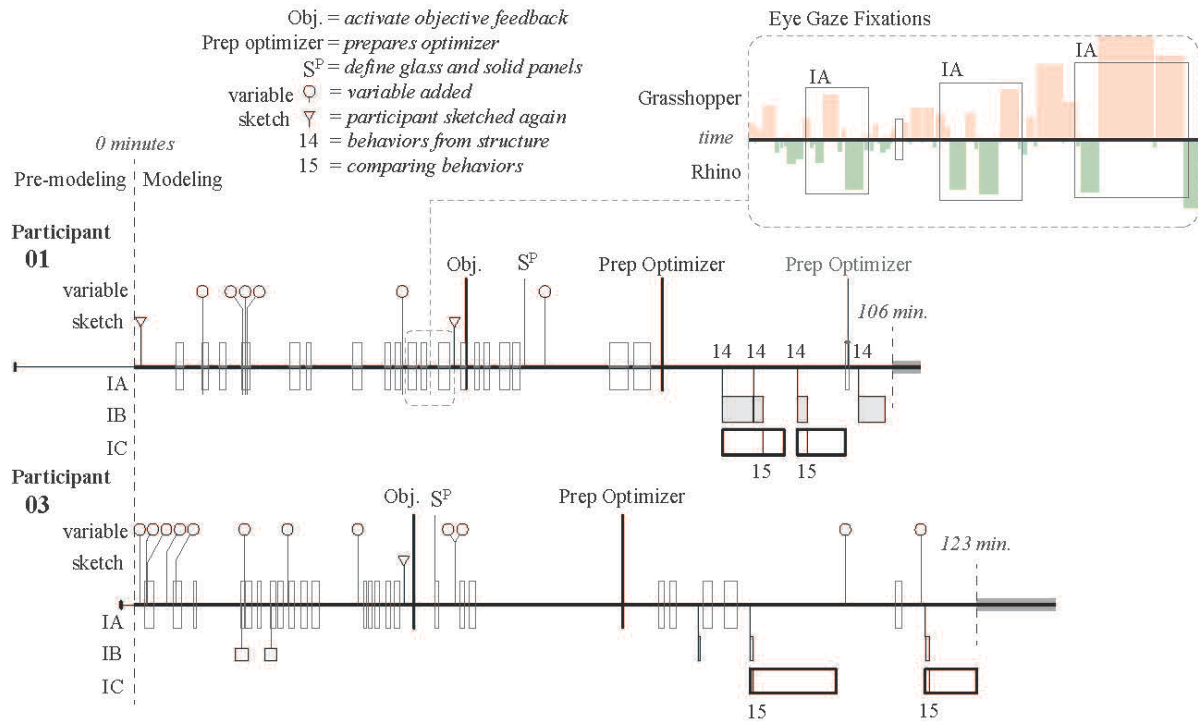 Obj. = activate objective feedback
Prep optimizer = prepares optimizer
Sᴾ = define glass and solid panels
variable = variable added
sketch = participant sketched again
14 = behaviors from structure
15 = comparing behaviors
Eye Gaze Fixations
IA
IA
IA
Grasshopper
time
Rhino
0 minutes
Pre-modeling
Modeling
Participant
01
Obj.
Sᴾ
Prep Optimizer
Prep Optimizer
variable
106 min.
sketch
14
14
14
14
IA
IB
IC
15
15
Participant
03
Obj.
Sᴾ
Prep Optimizer
variable
123 min.
sketch
IA
IB
IC
15
15